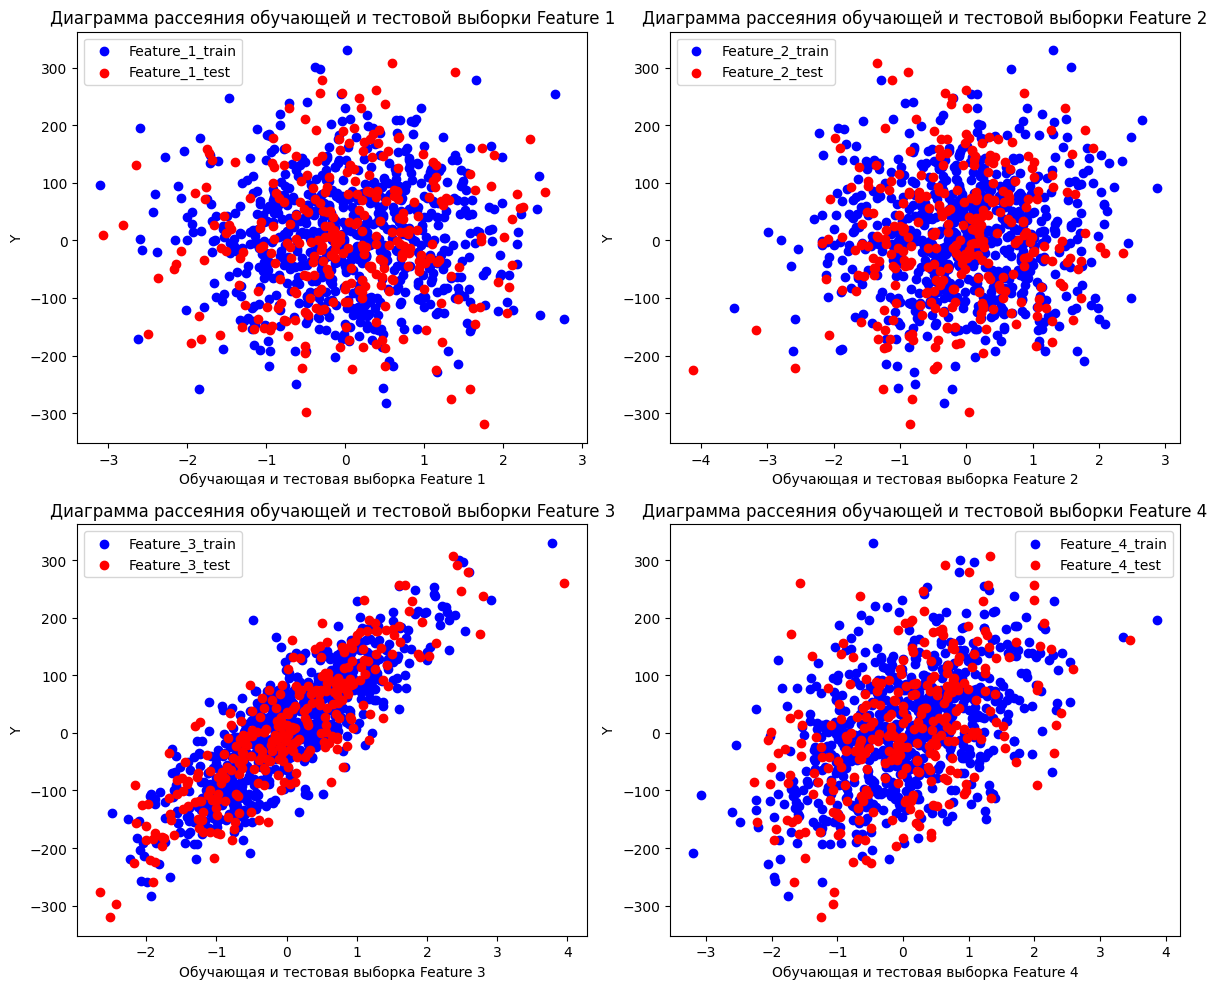 Диаграмма рассеяния обучающей и тестовой выборки Feature 1
Feature_1_train
Feature_1_test
300
200
100
0
−100
−200
−300
Y
−3 −2 −1 0 1 2 3
Обучающая и тестовая выборка Feature 1
Диаграмма рассеяния обучающей и тестовой выборки Feature 2
Feature_2_train
Feature_2_test
300
200
100
0
−100
−200
−300
Y
−4 −3 −2 −1 0 1 2 3
Обучающая и тестовая выборка Feature 2
Диаграмма рассеяния обучающей и тестовой выборки Feature 3
Feature_3_train
Feature_3_test
300
200
100
0
−100
−200
−300
Y
−2 −1 0 1 2 3 4
Обучающая и тестовая выборка Feature 3
Диаграмма рассеяния обучающей и тестовой выборки Feature 4
Feature_4_train
Feature_4_test
300
200
100
0
−100
−200
−300
Y
−3 −2 −1 0 1 2 3 4
Обучающая и тестовая выборка Feature 4